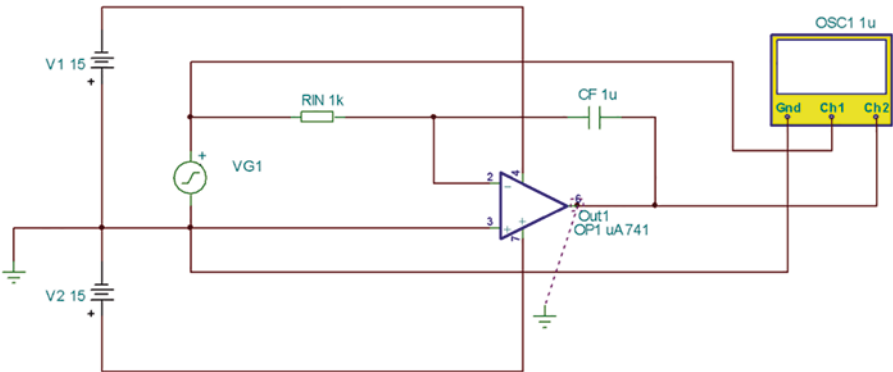 OSC1 1u
V1 15
+
RIN 1k
CF 1u
Gnd Ch1 Ch2
+
VG1
4
2
-
6
3
+
+
7
Out1
OP1 uA741
V2 15
+